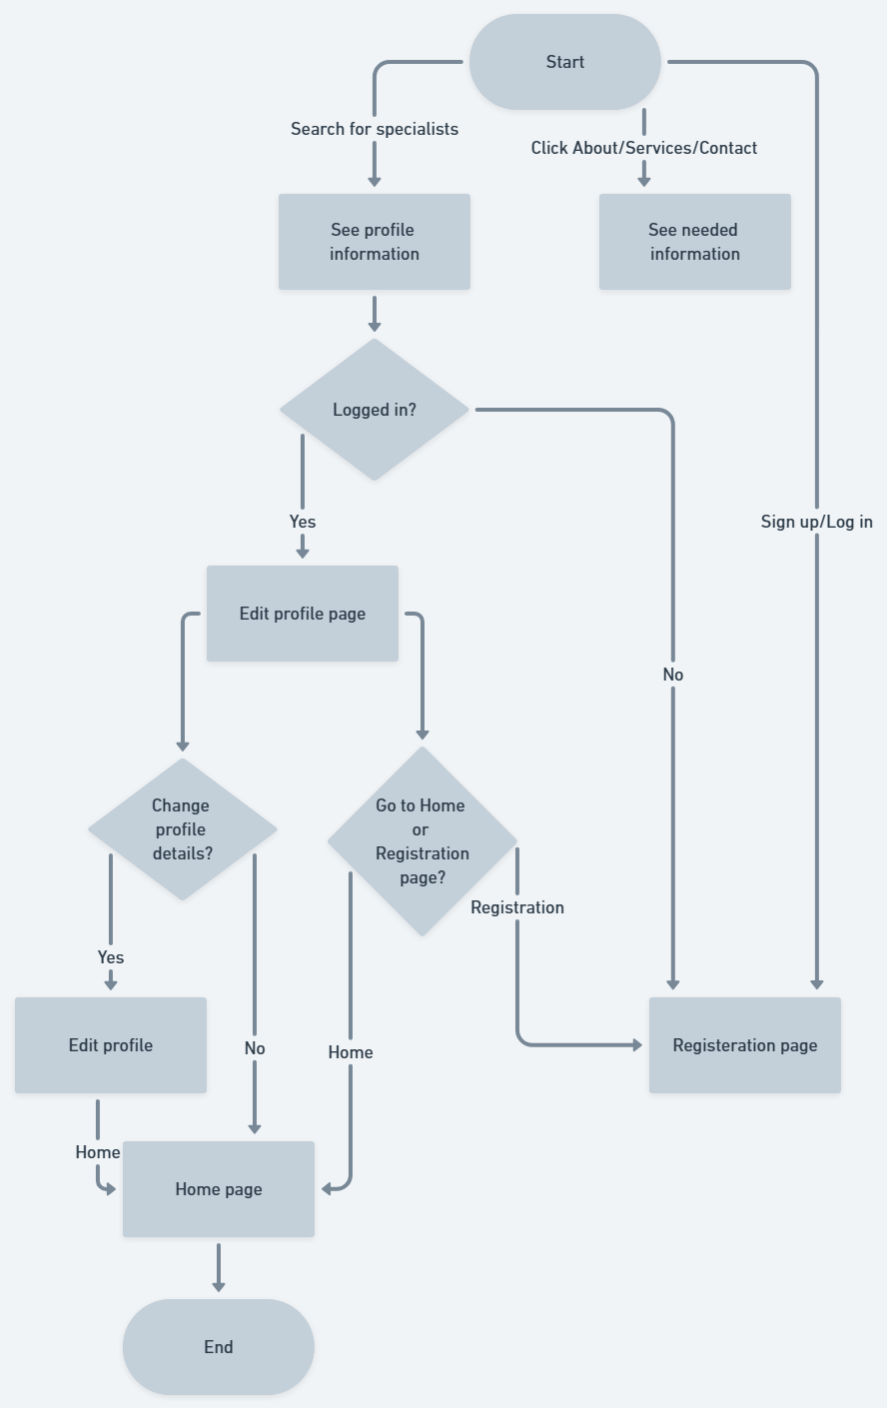 Start
Search for specialists
Click About/Services/Contact
See profile
information
See needed
information
Logged in?
Yes
Sign up/Log in
Edit profile page
No
Change
profile
details?
Go to Home
or
Registration
page?
Registration
Yes
Edit profile
No
Home
Registeration page
Home
Home page
End